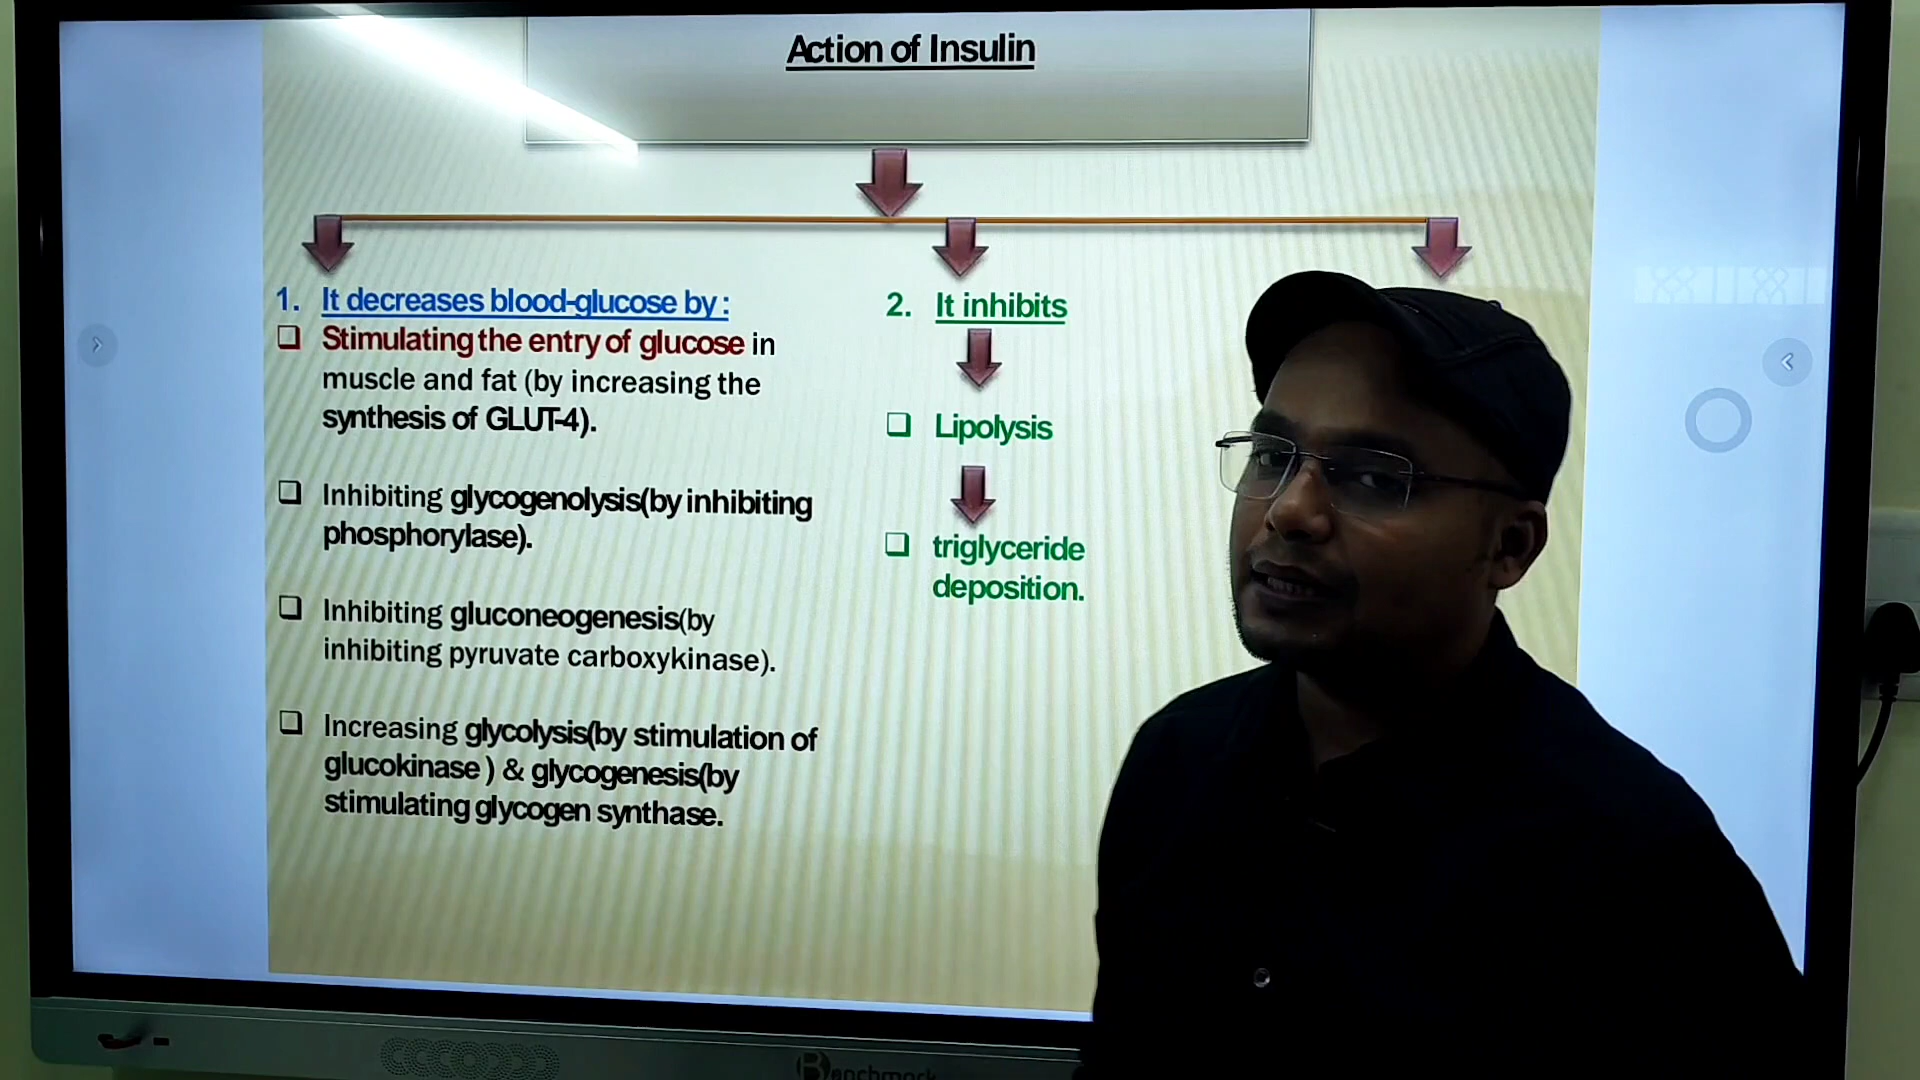 Action of Insulin
1. It decreases blood-glucose by :
❑ Stimulating the entry of glucose in
muscle and fat (by increasing the
synthesis of GLUT-4).
❑ Inhibiting glycogenolysis(by inhibiting
phosphorylase).
❑ Inhibiting gluconeogenesis(by
inhibiting pyruvate carboxykinase).
❑ Increasing glycolysis(by stimulation of
glucokinase ) & glycogenesis(by
stimulating glycogen synthase.
2. It inhibits
❑ Lipolysis
❑ triglyceride
deposition.
Benchmark